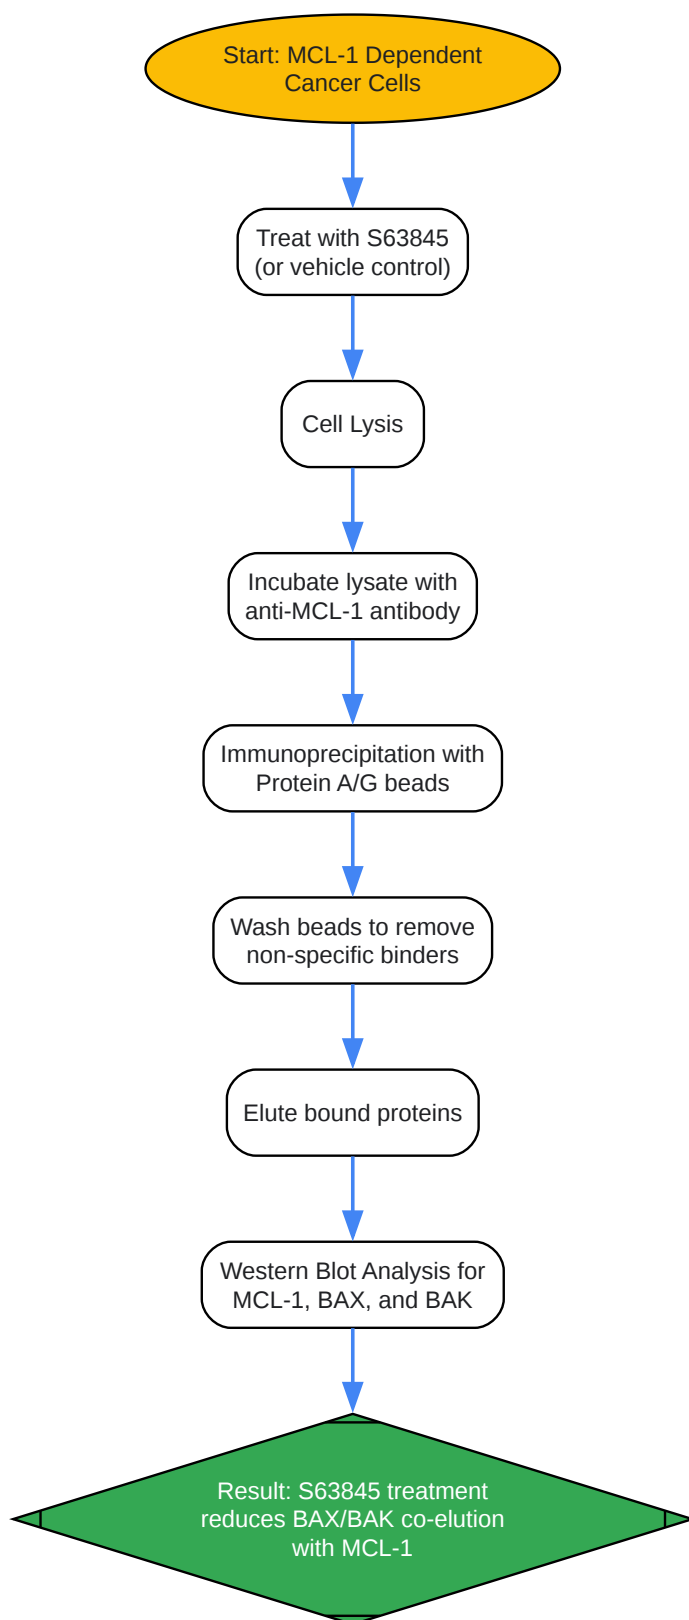 Start: MCL-1 Dependent
Cancer Cells
Treat with S63845
(or vehicle control)
Cell Lysis
Incubate lysate with
anti-MCL-1 antibody
Immunoprecipitation with
Protein A/G beads
Wash beads to remove
non-specific binders
Elute bound proteins
Western Blot Analysis for
MCL-1, BAX, and BAK
Result: S63845 treatment
reduces BAX/BAK co-elution
with MCL-1